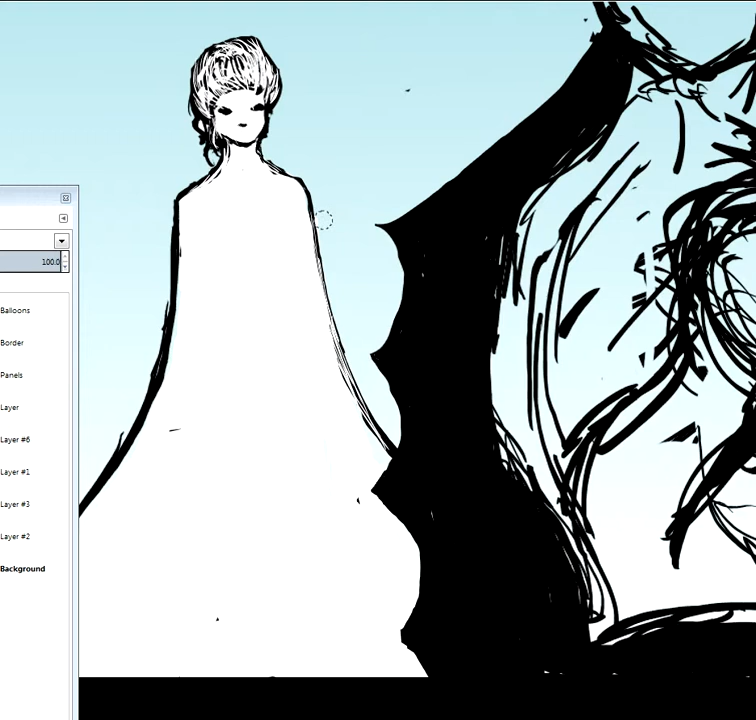 100.0
Balloons
Border
Panels
Layer
Layer #6
Layer #1
Layer #3
Layer #2
Background